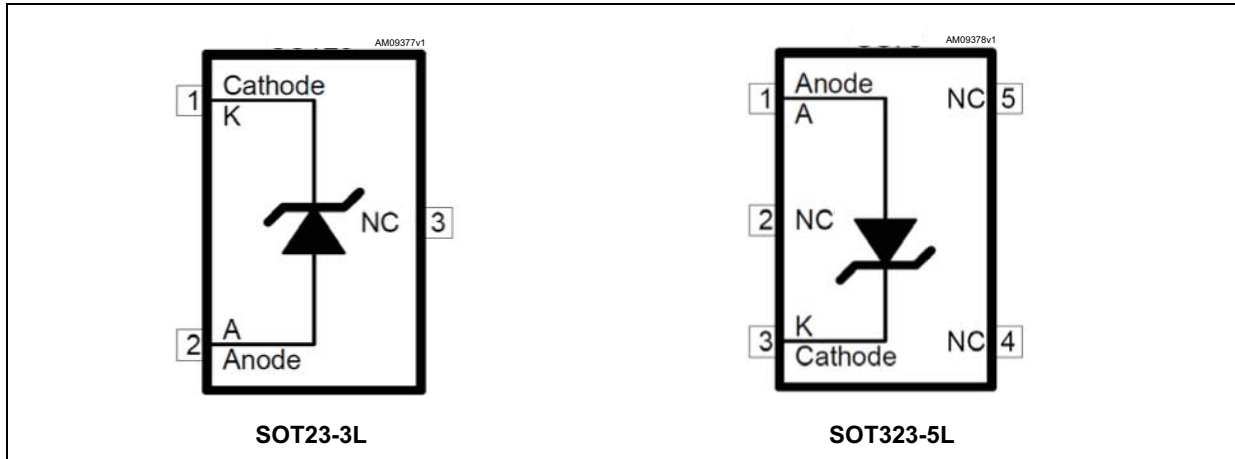 AM09377v1
Cathode
1
K
NC 3
A
2
Anode
SOT23-3L
AM09378v1
Anode
1
A
NC 5
2 NC
K
3
NC 4
Cathode
SOT323-5L